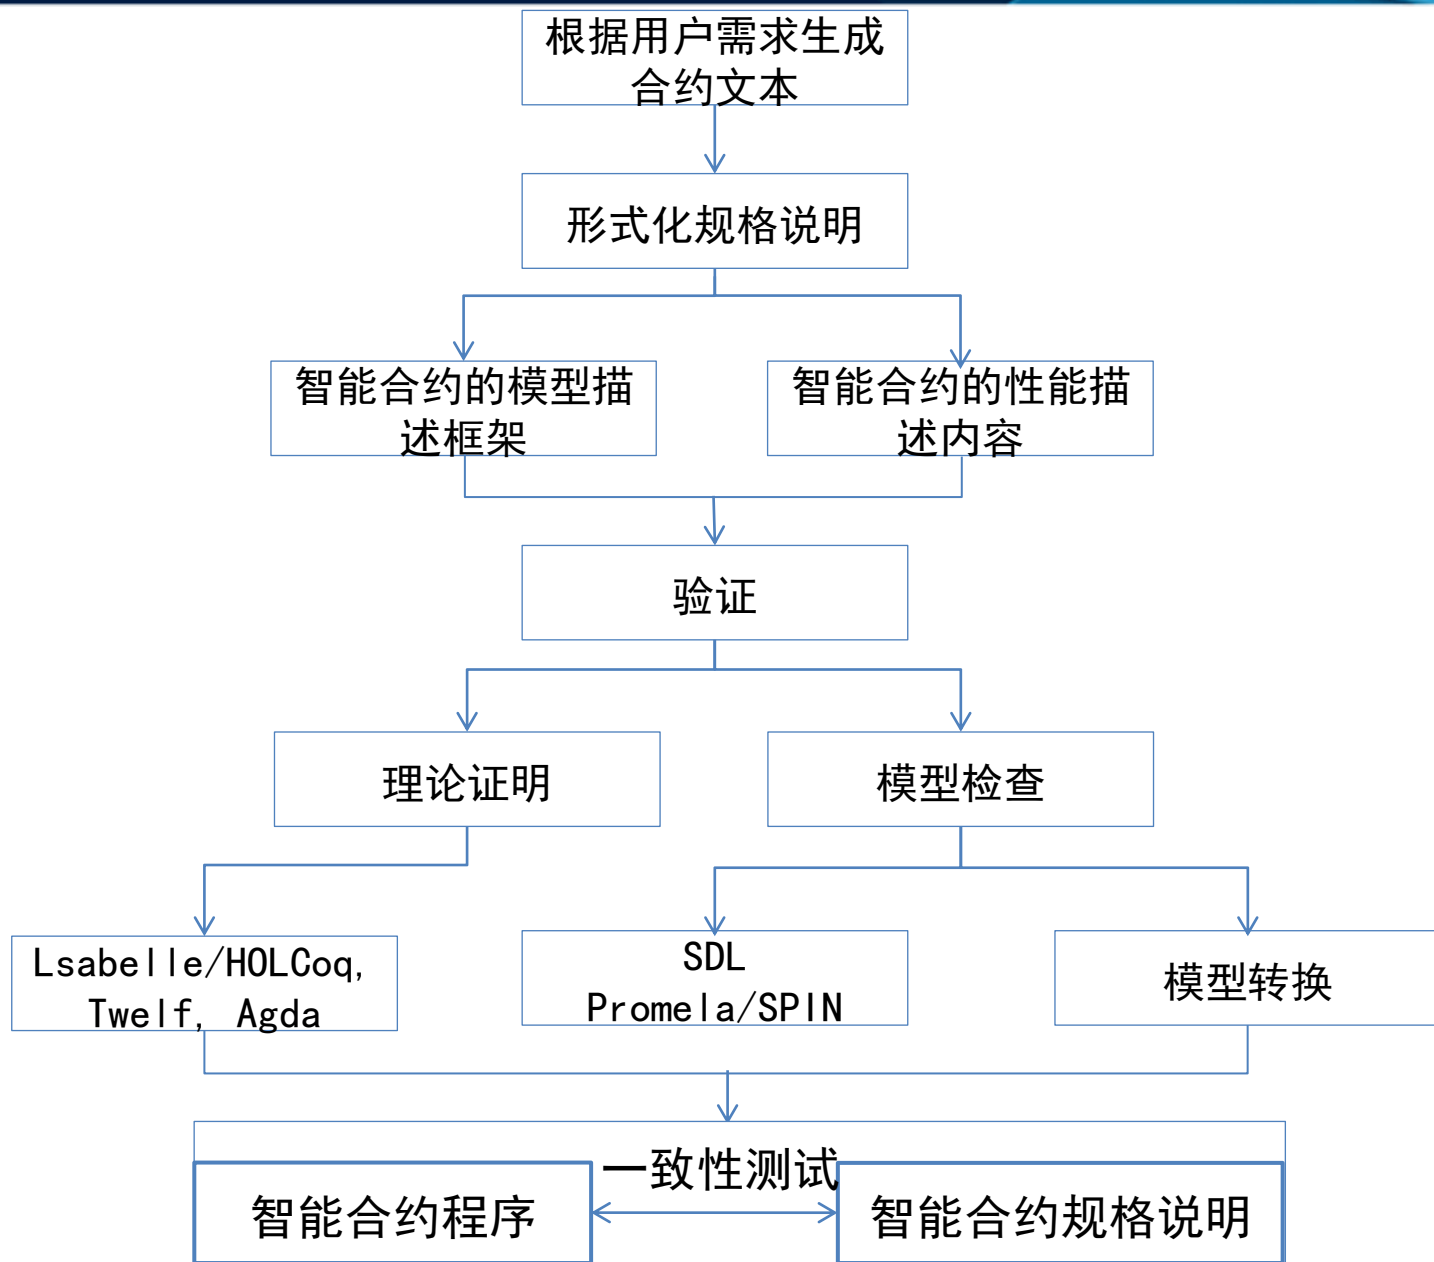 根据用户需求生成
合约文本
形式化规格说明
智能合约的模型描
述框架
智能合约的性能描
述内容
验证
理论证明
模型检查
Lsabelle/HOLCoq,
Twelf, Agda
SDL
Promela/SPIN
模型转换
一致性测试
智能合约程序
智能合约规格说明